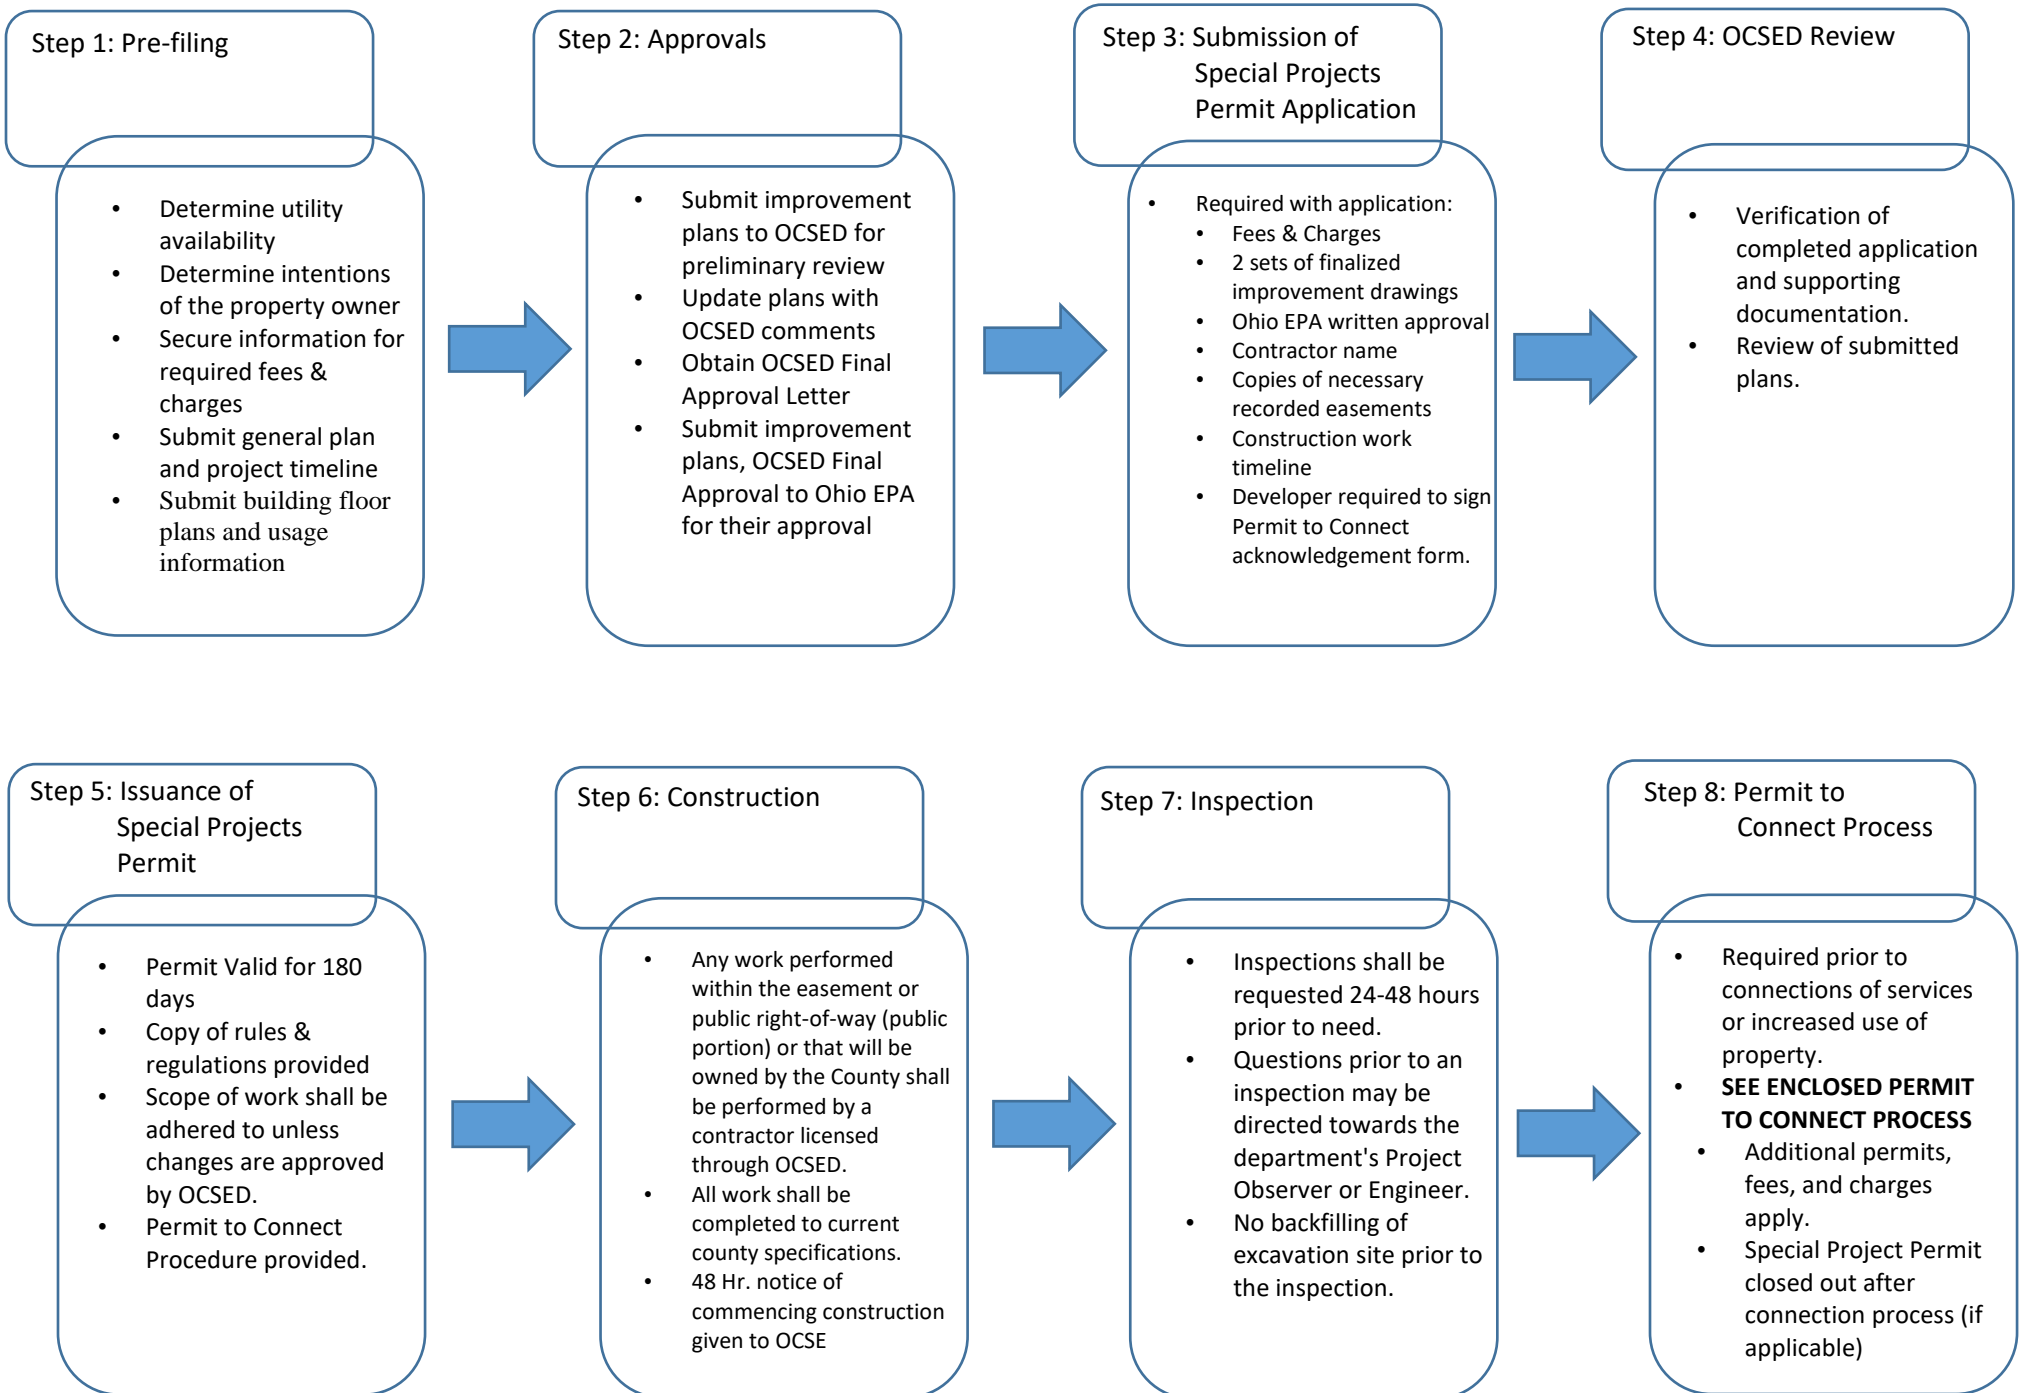 Step 1: Pre-filing
• Determine utility
availability
• Determine intentions
of the property owner
• Secure information for
required fees &
charges
• Submit general plan
and project timeline
• Submit building floor
plans and usage
information
Step 2: Approvals
• Submit improvement
plans to OCSED for
preliminary review
• Update plans with
OCSED comments
• Obtain OCSED Final
Approval Letter
• Submit improvement
plans, OCSED Final
Approval to Ohio EPA
for their approval
Step 3: Submission of
Special Projects
Permit Application
• Required with application:
• Fees & Charges
• 2 sets of finalized
improvement drawings
• Ohio EPA written approval
• Contractor name
• Copies of necessary
recorded easements
• Construction work
timeline
• Developer required to sign
Permit to Connect
acknowledgement form.
Step 4: OCSED Review
• Verification of
completed application
and supporting
documentation.
• Review of submitted
plans.
Step 5: Issuance of
Special Projects
Permit
• Permit Valid for 180
days
• Copy of rules &
regulations provided
• Scope of work shall be
adhered to unless
changes are approved
by OCSED.
• Permit to Connect
Procedure provided.
Step 6: Construction
• Any work performed
within the easement or
public right-of-way (public
portion) or that will be
owned by the County shall
be performed by a
contractor licensed
through OCSED.
• All work shall be
completed to current
county specifications.
• 48 Hr. notice of
commencing construction
given to OCSE
Step 7: Inspection
• Inspections shall be
requested 24-48 hours
prior to need.
• Questions prior to an
inspection may be
directed towards the
department's Project
Observer or Engineer.
• No backfilling of
excavation site prior to
the inspection.
Step 8: Permit to
Connect Process
• Required prior to
connections of services
or increased use of
property.
• SEE ENCLOSED PERMIT
TO CONNECT PROCESS
• Additional permits,
fees, and charges
apply.
• Special Project Permit
closed out after
connection process (if
applicable)